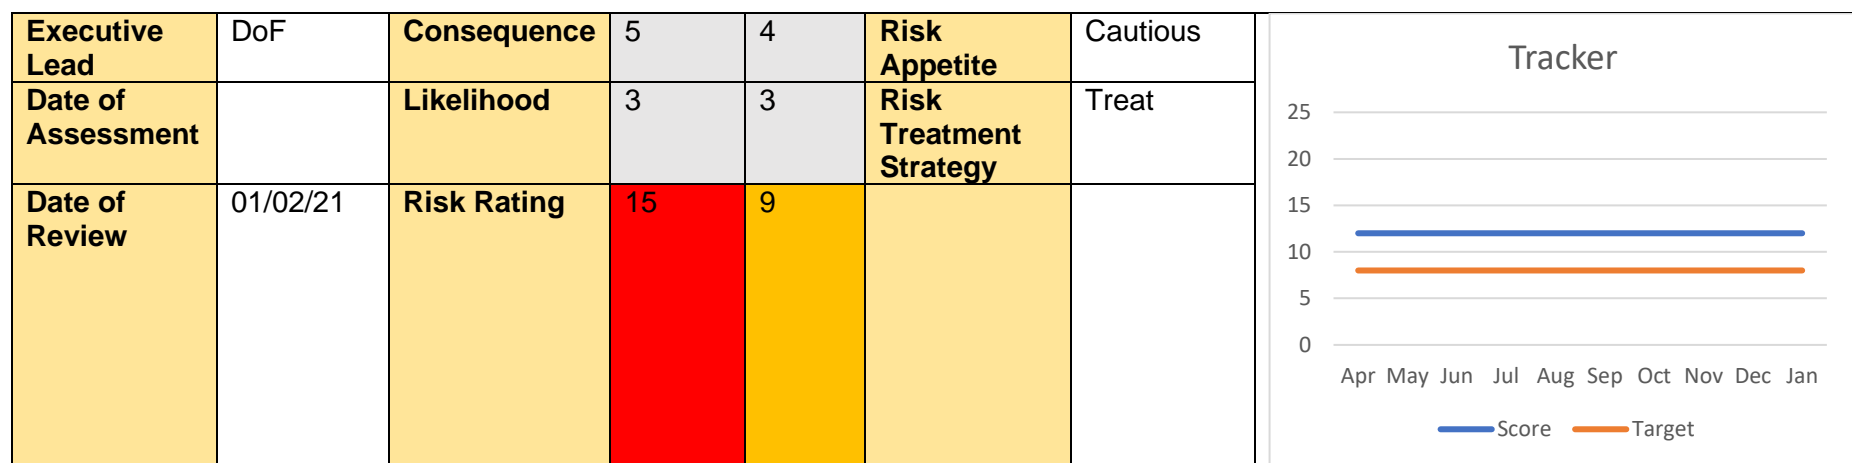 Executive Lead
DoF
Consequence
5
4
Risk Appetite
Cautious
Date of Assessment
Likelihood
3
3
Risk Treatment Strategy
Treat
Date of Review
01/02/21
Risk Rating
15
9
Tracker
25
20
15
10
5
0
Apr May Jun Jul Aug Sep Oct Nov Dec Jan
Score Target